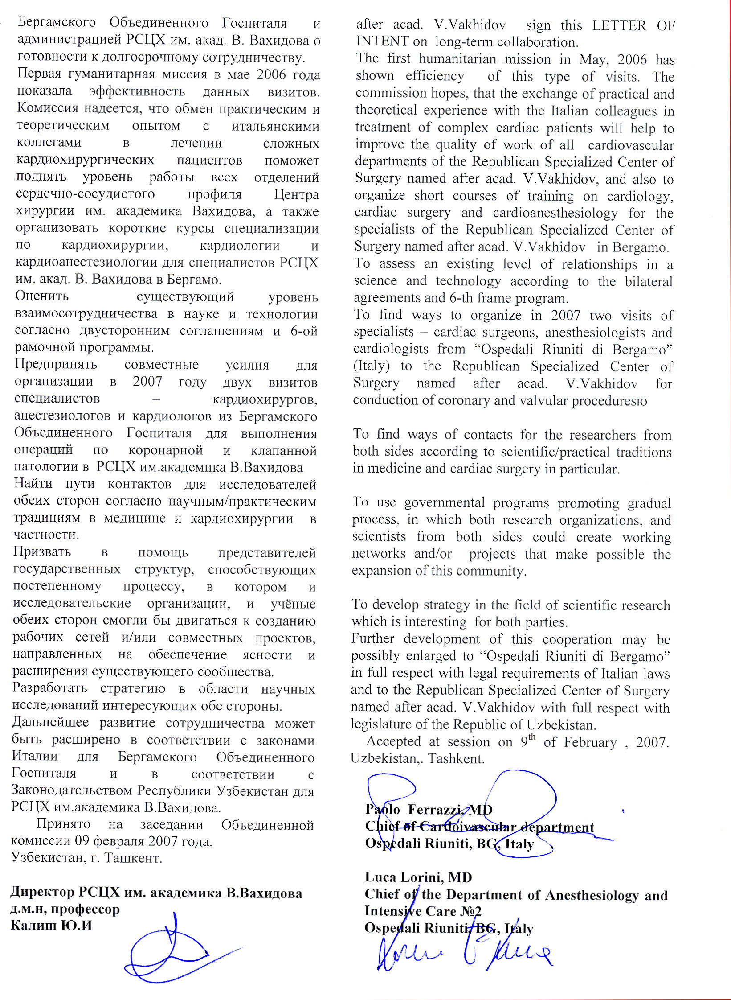 Бергамского Объединенного Госпиталя и
администрацией РСЦХ им. акад. В. Вахидова о
готовности к долгосрочному сотрудничеству.
Первая гуманитарная миссия в мае 2006 года
показала эффективность данных визитов.
Комиссия надеется, что обмен практическим и
теоретическим опытом с итальянскими
коллегами в лечении сложных
кардиохирургических пациентов поможет
поднять уровень работы всех отделений
сердечно-сосудистого профиля Центра
хирургии им. академика Вахидова, а также
организовать короткие курсы специализации
по кардиохирургии, кардиологии и
кардиоанестезиологии для специалистов РСЦХ
им. акад. В. Вахидова в Бергамо.
Оценить существующий уровень
взаимосотрудничества в науке и технологии
согласно двусторонним соглашениям и 6-ой
рамочной программы.
Предпринять совместные усилия для
организации в 2007 году двух визитов
специалистов – кардиохирургов,
анестезиологов и кардиологов из Бергамского
Объединенного Госпиталя для выполнения
операций по коронарной и клапанной
патологии в РСЦХ им.академика В.Вахидова
Найти пути контактов для исследователей
обеих сторон согласно научным/практическим
традициям в медицине и кардиохирургии в
частности.
Призвать в помощь представителей
государственных структур, способствующих
постепенному процессу, в котором и
исследовательские организации, и учёные
обеих сторон смогли бы двигаться к созданию
рабочих сетей и/или совместных проектов,
направленных на обеспечение ясности и
расширения существующего сообщества.
Разработать стратегию в области научных
исследований интересующих обе стороны.
Дальнейшее развитие сотрудничества может
быть расширено в соответствии с законами
Италии для Бергамского Объединенного
Госпиталя и в соответствии с
Законодательством Республики Узбекистан для
РСЦХ им.академика В.Вахидова.
Принято на заседании Объединенной
комиссии 09 февраля 2007 года.
Узбекистан, г. Ташкент.
Директор РСЦХ им. академика В.Вахидова
д.м.н, профессор
Калиш Ю.И
after acad. V.Vakhidov sign this LETTER OF
INTENT on long-term collaboration.
The first humanitarian mission in May, 2006 has
shown efficiency of this type of visits. The
commission hopes, that the exchange of practical and
theoretical experience with the Italian colleagues in
treatment of complex cardiac patients will help to
improve the quality of work of all cardiovascular
departments of the Republican Specialized Center of
Surgery named after acad. V.Vakhidov, and also to
organize short courses of training on cardiology,
cardiac surgery and cardioanesthesiology for the
specialists of the Republican Specialized Center of
Surgery named after acad. V.Vakhidov in Bergamo.
To assess an existing level of relationships in a
science and technology according to the bilateral
agreements and 6-th frame program.
To find ways to organize in 2007 two visits of
specialists – cardiac surgeons, anesthesiologists and
cardiologists from “Ospedali Riuniti di Bergamo”
(Italy) to the Republican Specialized Center of
Surgery named after acad. V.Vakhidov for
conduction of coronary and valvular proceduresю
To find ways of contacts for the researchers from
both sides according to scientific/practical traditions
in medicine and cardiac surgery in particular.
To use governmental programs promoting gradual
process, in which both research organizations, and
scientists from both sides could create working
networks and/or projects that make possible the
expansion of this community.
To develop strategy in the field of scientific research
which is interesting for both parties.
Further development of this cooperation may be
possibly enlarged to “Ospedali Riuniti di Bergamo”
in full respect with legal requirements of Italian laws
and to the Republican Specialized Center of Surgery
named after acad. V.Vakhidov with full respect with
legislature of the Republic of Uzbekistan.
Accepted at session on 9th of February , 2007.
Uzbekistan,. Tashkent.
Paolo Ferrazzi, MD
Chief of Cardoivascular department
Ospedali Riuniti, BG, Italy
Luca Lorini, MD
Chief of the Department of Anesthesiology and
Intensive Care №2
Ospedali Riuniti, BG, Italy